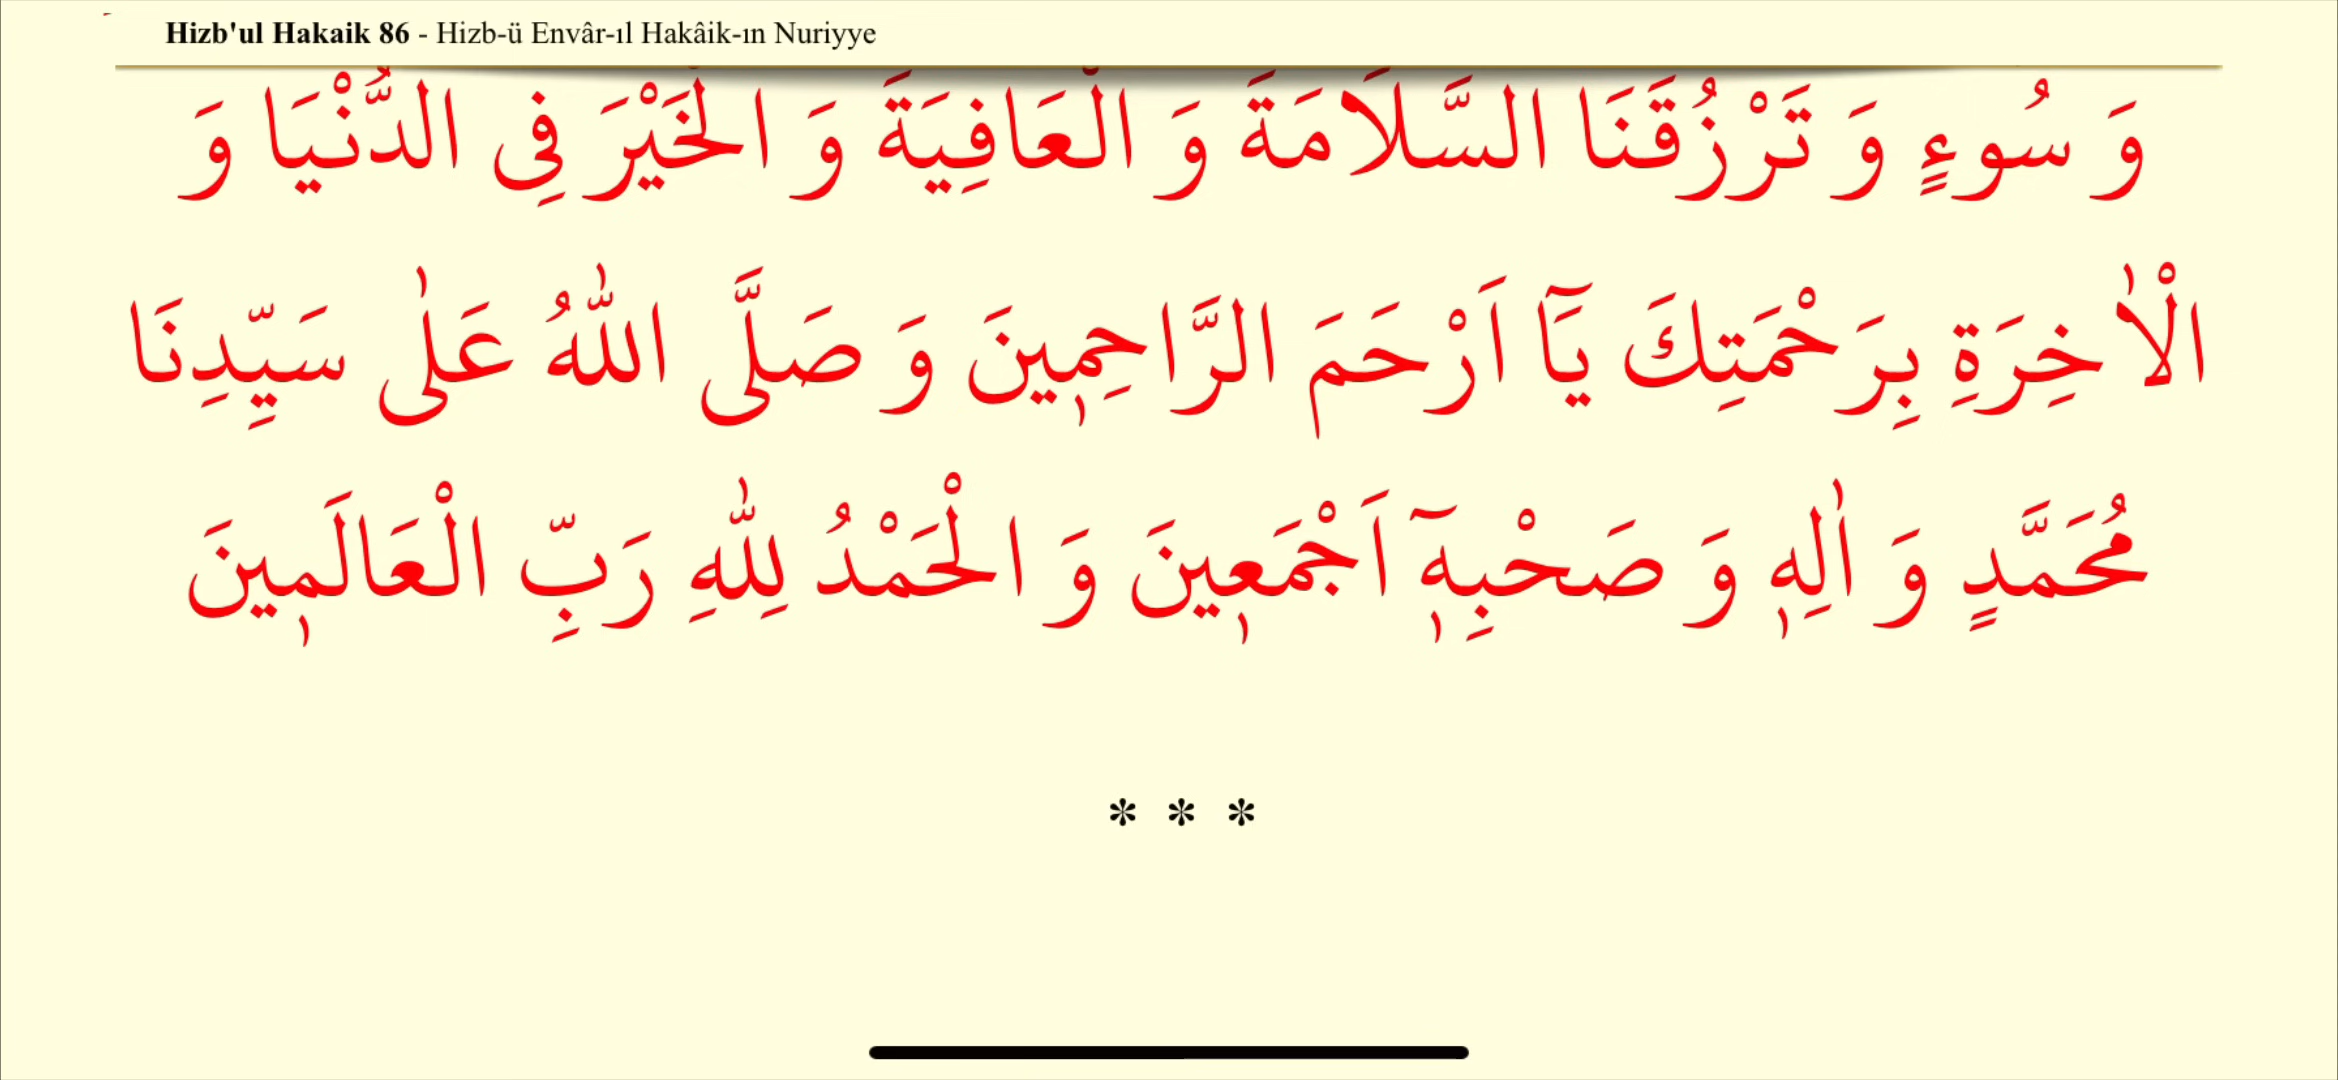 Hizb'ul Hakaik 86 - Hizb-ü Envâr-ıl Hakâik-ın Nuriyye
وَ سُوءٍ وَ تَرْزُقَنَا السَّلَامَةَ وَ الْعَافِيَةَ وَ الْخَيْرَ فِى الدُّنْيَا وَ
الْاٰخِرَةِ بِرَحْمَتِكَ يَٓا اَرْحَمَ الرَّاحِم۪ينَ وَ صَلَّى اللّٰهُ عَلٰى سَيِّدِنَا
مُحَمَّدٍ وَ اٰلِه۪ وَ صَحْبِه۪ٓ اَجْمَع۪ينَ وَ الْحَمْدُ لِلّٰهِ رَبِّ الْعَالَم۪ينَ
* * *